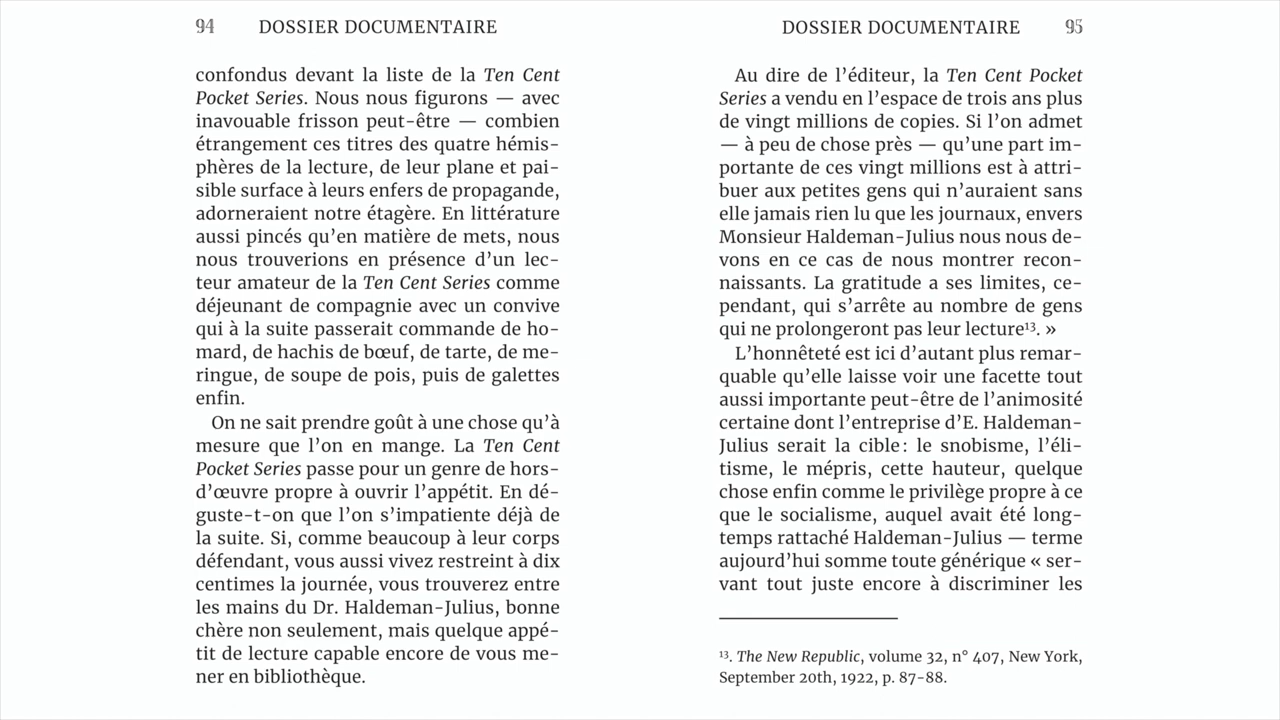 94 DOSSIER DOCUMENTAIRE
confondus devant la liste de la Ten Cent
Pocket Series. Nous nous figurons — avec
inavouable frisson peut-être — combien
étrangement ces titres des quatre hémis-
phères de la lecture, de leur plane et pai-
sible surface à leurs enfers de propagande,
adorneraient notre étagère. En littérature
aussi pincés qu’en matière de mets, nous
nous trouverions en présence d’un lec-
teur amateur de la Ten Cent Series comme
déjeunant de compagnie avec un convive
qui à la suite passerait commande de ho-
mard, de hachis de bœuf, de tarte, de me-
ringue, de soupe de pois, puis de galettes
enfin.
On ne sait prendre goût à une chose qu’à
mesure que l’on en mange. La Ten Cent
Pocket Series passe pour un genre de hors-
d’œuvre propre à ouvrir l’appétit. En dé-
guste-t-on que l’on s’impatiente déjà de
la suite. Si, comme beaucoup à leur corps
défendant, vous aussi vivez restreint à dix
centimes la journée, vous trouverez entre
les mains du Dr. Haldeman-Julius, bonne
chère non seulement, mais quelque appé-
tit de lecture capable encore de vous me-
ner en bibliothèque.
DOSSIER DOCUMENTAIRE 95
Au dire de l’éditeur, la Ten Cent Pocket
Series a vendu en l’espace de trois ans plus
de vingt millions de copies. Si l’on admet
— à peu de chose près — qu’une part im-
portante de ces vingt millions est à attri-
buer aux petites gens qui n’auraient sans
elle jamais rien lu que les journaux, envers
Monsieur Haldeman-Julius nous nous de-
vons en ce cas de nous montrer recon-
naissants. La gratitude a ses limites, ce-
pendant, qui s’arrête au nombre de gens
qui ne prolongeront pas leur lecture¹³. »
L’honnêteté est ici d’autant plus remar-
quable qu’elle laisse voir une facette tout
aussi importante peut-être de l’animosité
certaine dont l’entreprise d’E. Haldeman-
Julius serait la cible : le snobisme, l’éli-
tisme, le mépris, cette hauteur, quelque
chose enfin comme le privilège propre à ce
que le socialisme, auquel avait été long-
temps rattaché Haldeman-Julius — terme
aujourd’hui somme toute générique « ser-
vant tout juste encore à discriminer les
¹³. The New Republic, volume 32, n° 407, New York,
September 20th, 1922, p. 87-88.